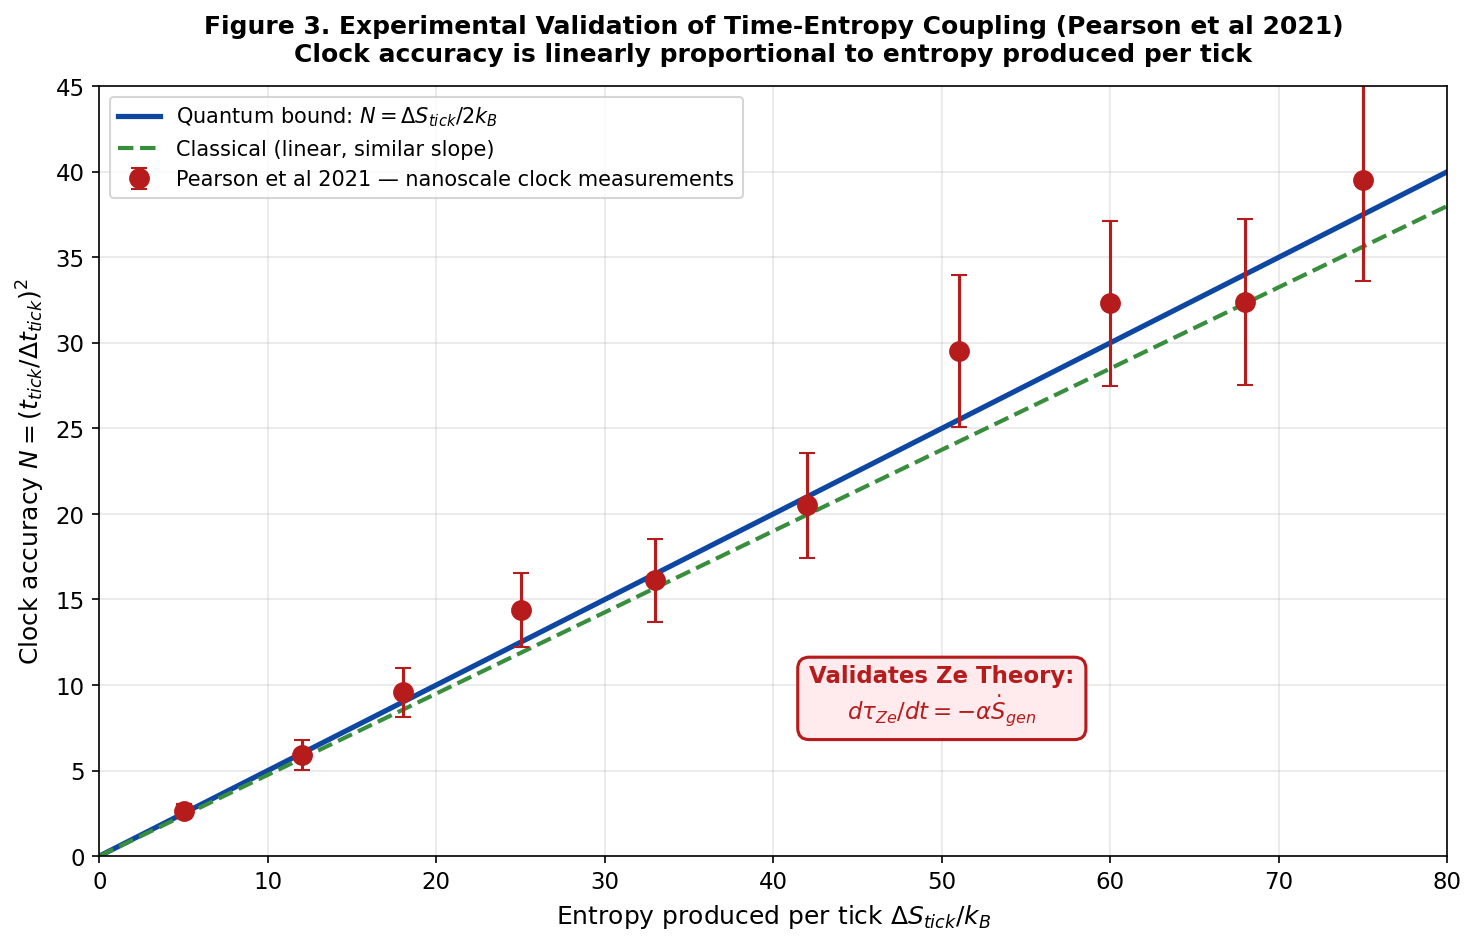 Figure 3. Experimental Validation of Time-Entropy Coupling (Pearson et al 2021)
Clock accuracy is linearly proportional to entropy produced per tick
Quantum bound: N = ΔS_tick/2k_B
Classical (linear, similar slope)
Pearson et al 2021 — nanoscale clock measurements
Clock accuracy N = (t_tick/Δt_tick)²
45
40
35
30
25
20
15
10
5
0
Validates Ze Theory:
dτ_Ze/dt = −αṠ_gen
0 10 20 30 40 50 60 70 80
Entropy produced per tick ΔS_tick/k_B